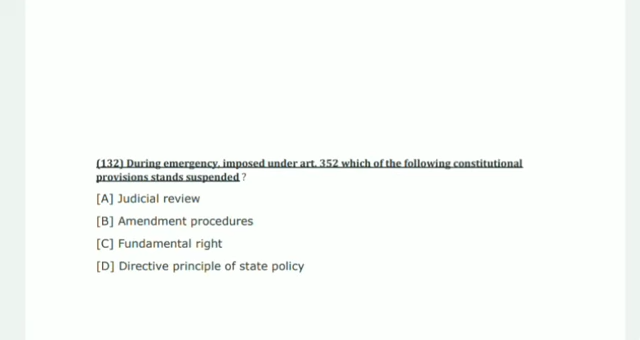 (132) During emergency, imposed under art. 352 which of the following constitutional
provisions stands suspended ?
[A] Judicial review
[B] Amendment procedures
[C] Fundamental right
[D] Directive principle of state policy